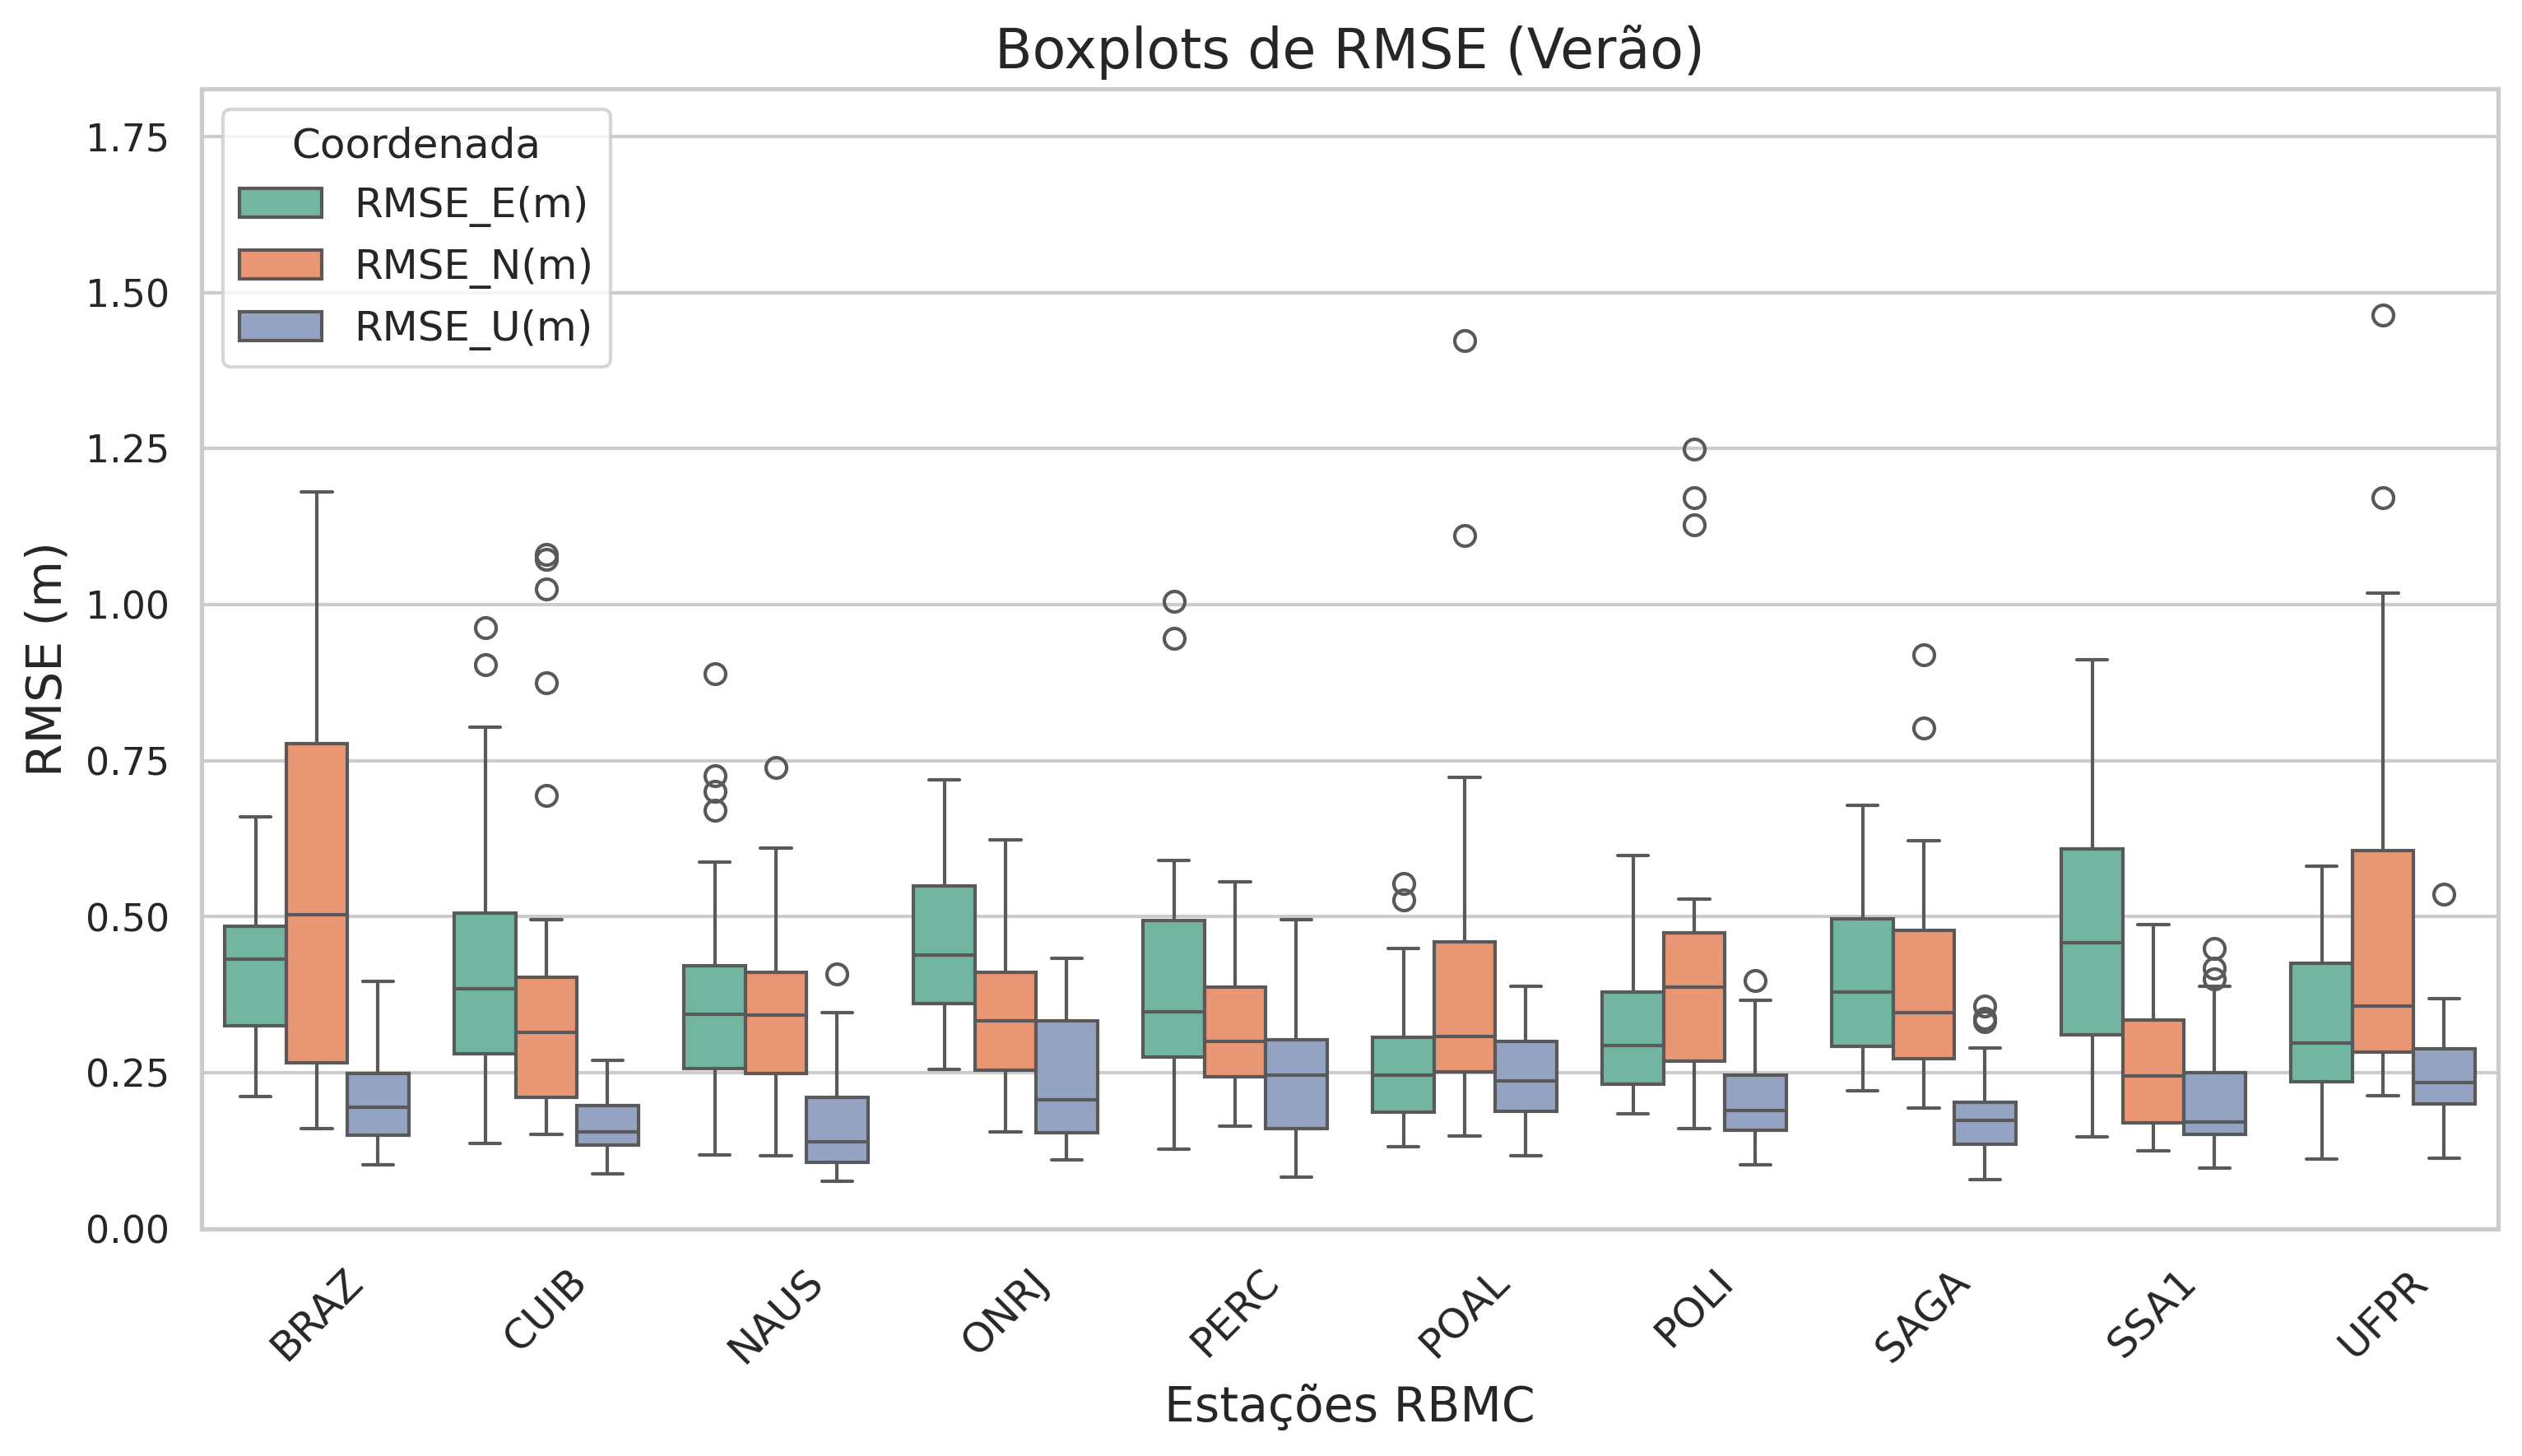 Boxplots de RMSE (Verão)
Coordenada
RMSE_E(m)
RMSE_N(m)
RMSE_U(m)
RMSE (m)
1.75
1.50
1.25
1.00
0.75
0.50
0.25
0.00
BRAZ
CUIB
NAUS
ONRJ
PERC
POAL
POLI
SAGA
SSA1
UFPR
Estações RBMC